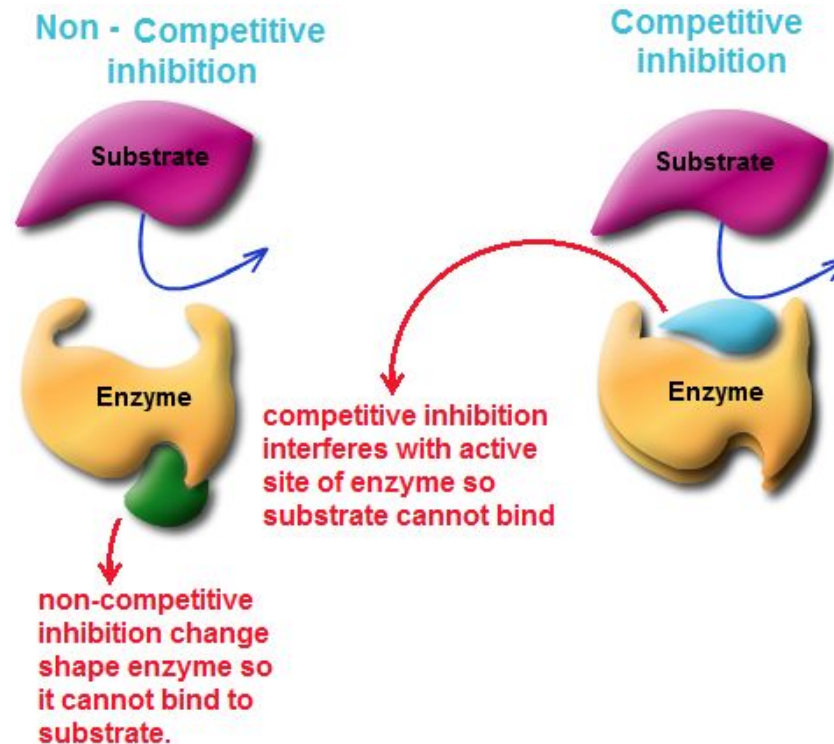 Non - Competitive
inhibition
Substrate
Enzyme
non-competitive
inhibition change
shape enzyme so
it cannot bind to
substrate.
Competitive
inhibition
Substrate
Enzyme
competitive inhibition
interferes with active
site of enzyme so
substrate cannot bind